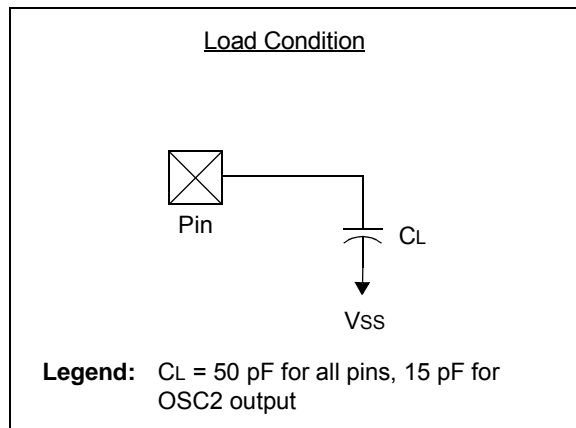 Load Condition
Pin
CL
VSS
Legend: CL = 50 pF for all pins, 15 pF for
OSC2 output